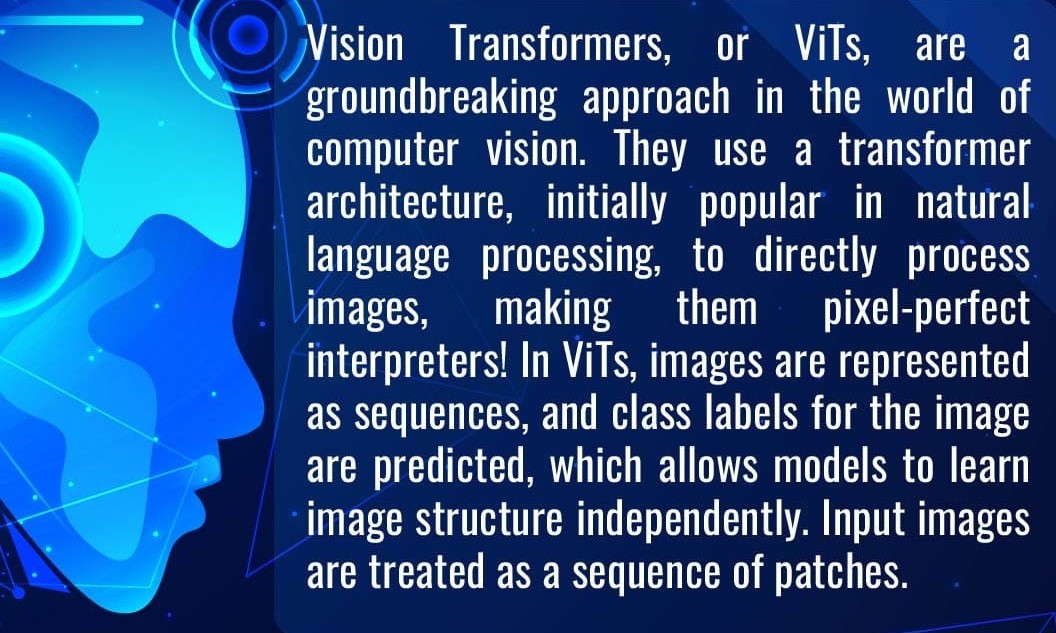 Vision Transformers, or ViTs, are a
groundbreaking approach in the world of
computer vision. They use a transformer
architecture, initially popular in natural
language processing, to directly process
images, making them pixel-perfect
interpreters! In ViTs, images are represented
as sequences, and class labels for the image
are predicted, which allows models to learn
image structure independently. Input images
are treated as a sequence of patches.